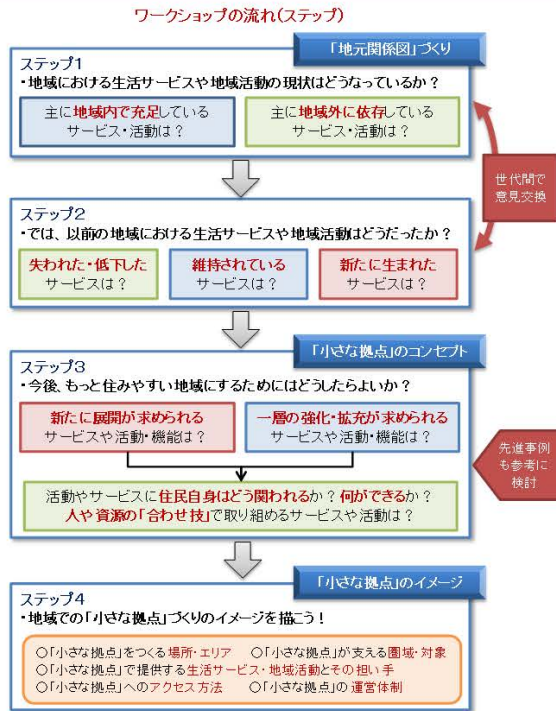 ワークショップの流れ(ステップ)
「地元関係図」づくり
ステップ1
・地域における生活サービスや地域活動の現状はどうなっているか？
主に地域内で充足している
サービス・活動は？
主に地域外に依存している
サービス・活動は？
世代間で
意見交換
ステップ2
・では、以前の地域における生活サービスや地域活動はどうだったか？
失われた・低下した
サービスは？
維持されている
サービスは？
新たに生まれた
サービスは？
「小さな拠点」のコンセプト
ステップ3
・今後、もっと住みやすい地域にするためにはどうしたらよいか？
新たに展開が求められる
サービスや活動・機能は？
一層の強化・拡充が求められる
サービスや活動・機能は？
先進事例
も参考に
検討
活動やサービスに住民自身はどう関われるか？何ができるか？
人や資源の「合わせ技」で取り組めるサービスや活動は？
「小さな拠点」のイメージ
ステップ4
・地域での「小さな拠点」づくりのイメージを描こう！
○「小さな拠点」をつくる場所・エリア　○「小さな拠点」が支える圏域・対象
○「小さな拠点」で提供する生活サービス・地域活動とその担い手
○「小さな拠点」へのアクセス方法　○「小さな拠点」の運営体制